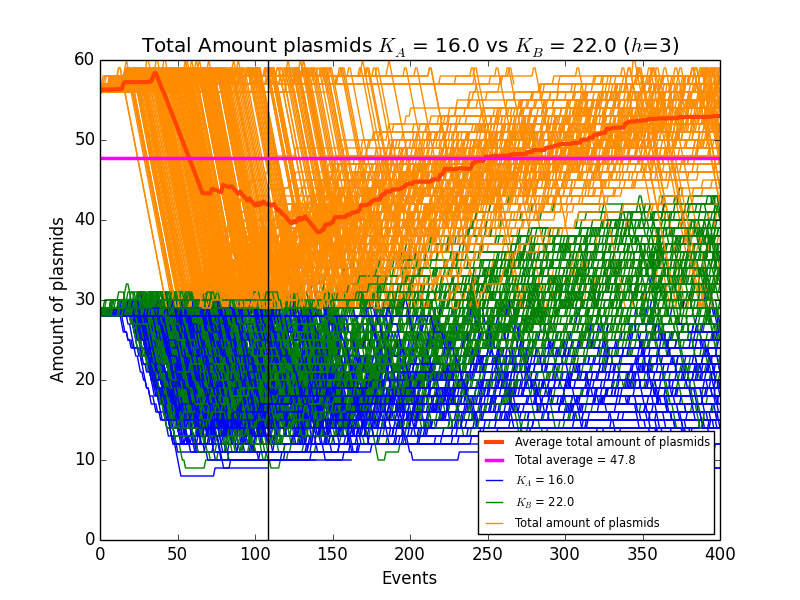 Total Amount plasmids K_A = 16.0 vs K_B = 22.0 (h=3)
60
50
40
30
20
10
0
Amount of plasmids
0 50 100 150 200 250 300 350 400
Events
Average total amount of plasmids
Total average = 47.8
K_A = 16.0
K_B = 22.0
Total amount of plasmids